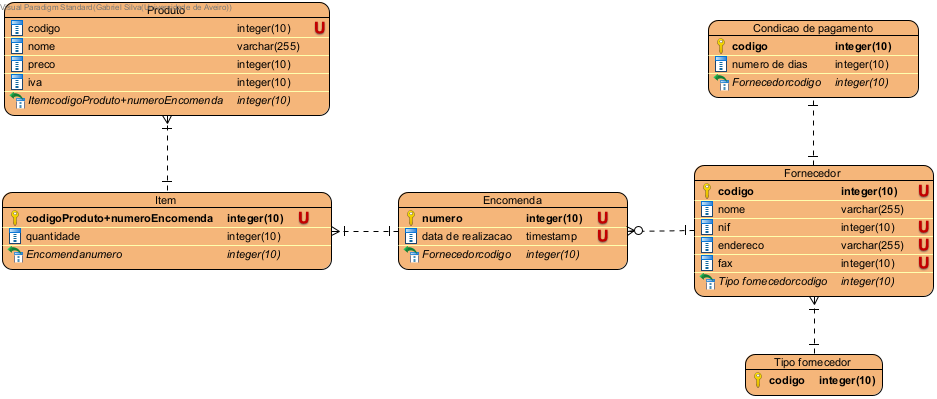 Visual Paradigm Standard(Gabriel Silva(Universidade de Aveiro))
Produto
codigo integer(10) U
nome varchar(255)
preco integer(10)
iva integer(10)
ItemcodigoProduto+numeroEncomenda integer(10)
Condicao de pagamento
codigo integer(10)
numero de dias integer(10)
Fornecedorcodigo integer(10)
Item
codigoProduto+numeroEncomenda integer(10) U
quantidade integer(10)
Encomendanumero integer(10)
Encomenda
numero integer(10) U
data de realizacao timestamp U
Fornecedorcodigo integer(10)
Fornecedor
codigo integer(10) U
nome varchar(255)
nif integer(10) U
endereco varchar(255) U
fax integer(10) U
Tipo fornecedorcodigo integer(10)
Tipo fornecedor
codigo integer(10)